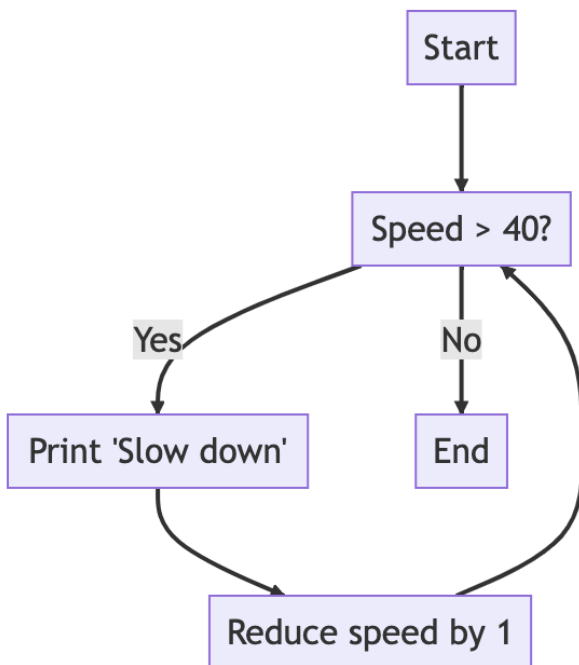 Start
Speed > 40?
Yes
No
Print 'Slow down'
End
Reduce speed by 1